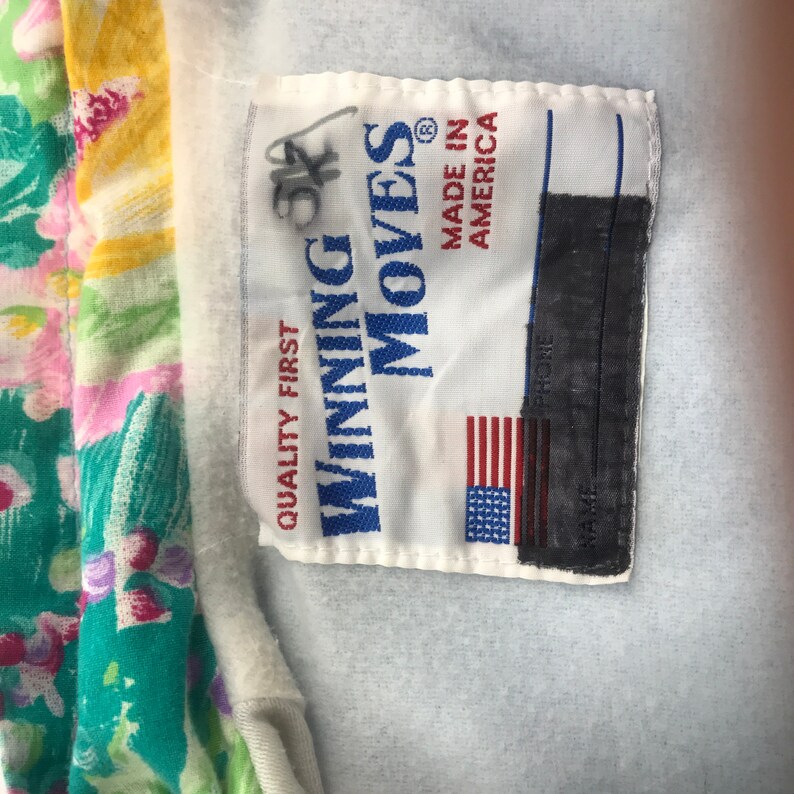 QUALITY FIRST
WINNING
MOVES®
MADE IN
AMERICA
PHONE
NAME